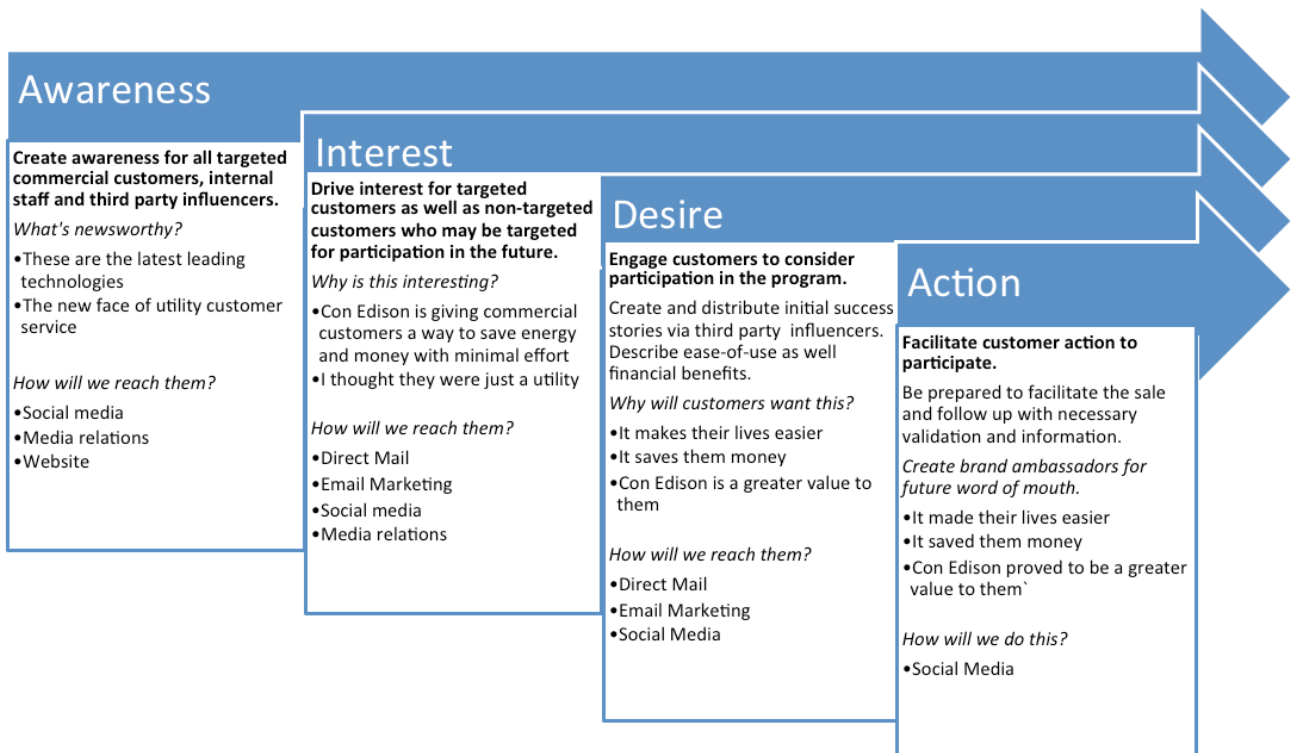 Awareness
Create awareness for all targeted
commercial customers, internal
staff and third party influencers.
What's newsworthy?
•These are the latest leading
technologies
•The new face of utility customer
service
How will we reach them?
•Social media
•Media relations
•Website
Interest
Drive interest for targeted
customers as well as non-targeted
customers who may be targeted
for participation in the future.
Why is this interesting?
•Con Edison is giving commercial
customers a way to save energy
and money with minimal effort
•I thought they were just a utility
How will we reach them?
•Direct Mail
•Email Marketing
•Social media
•Media relations
Desire
Engage customers to consider
participation in the program.
Create and distribute initial success
stories via third party  influencers.
Describe ease-of-use as well
financial benefits.
Why will customers want this?
•It makes their lives easier
•It saves them money
•Con Edison is a greater value to
them
How will we reach them?
•Direct Mail
•Email Marketing
•Social Media
Action
Facilitate customer action to
participate.
Be prepared to facilitate the sale
and follow up with necessary
validation and information.
Create brand ambassadors for
future word of mouth.
•It made their lives easier
•It saved them money
•Con Edison proved to be a greater
value to them`
How will we do this?
•Social Media